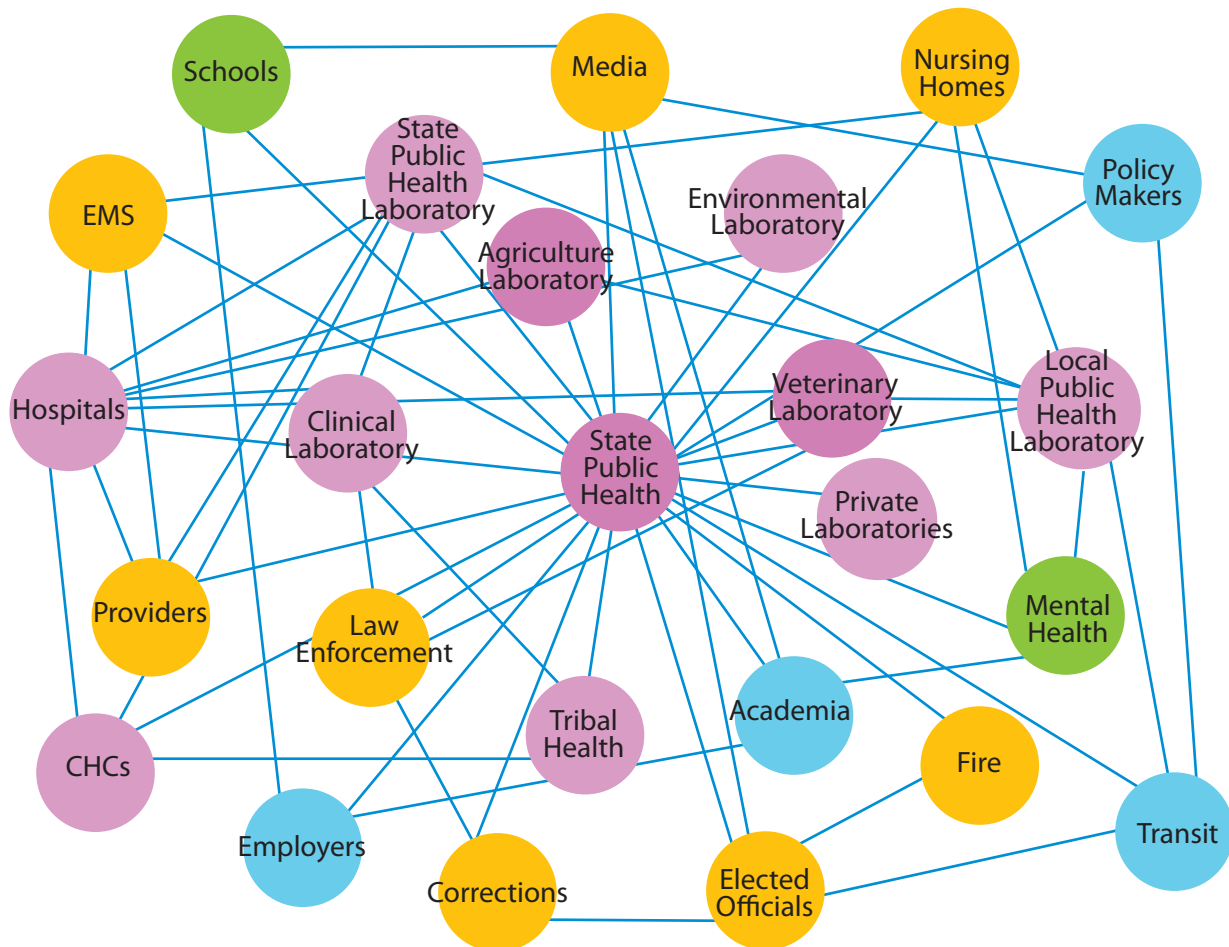 Schools
Media
Nursing
Homes
State
Public
Health
Laboratory
Policy
Makers
EMS
Environmental
Laboratory
Agriculture
Laboratory
Hospitals
Clinical
Laboratory
Veterinary
Laboratory
Local
Public
Health
Laboratory
State
Public
Health
Private
Laboratories
Providers
Law
Enforcement
Mental
Health
CHCs
Tribal
Health
Academia
Fire
Employers
Transit
Corrections
Elected
Officials